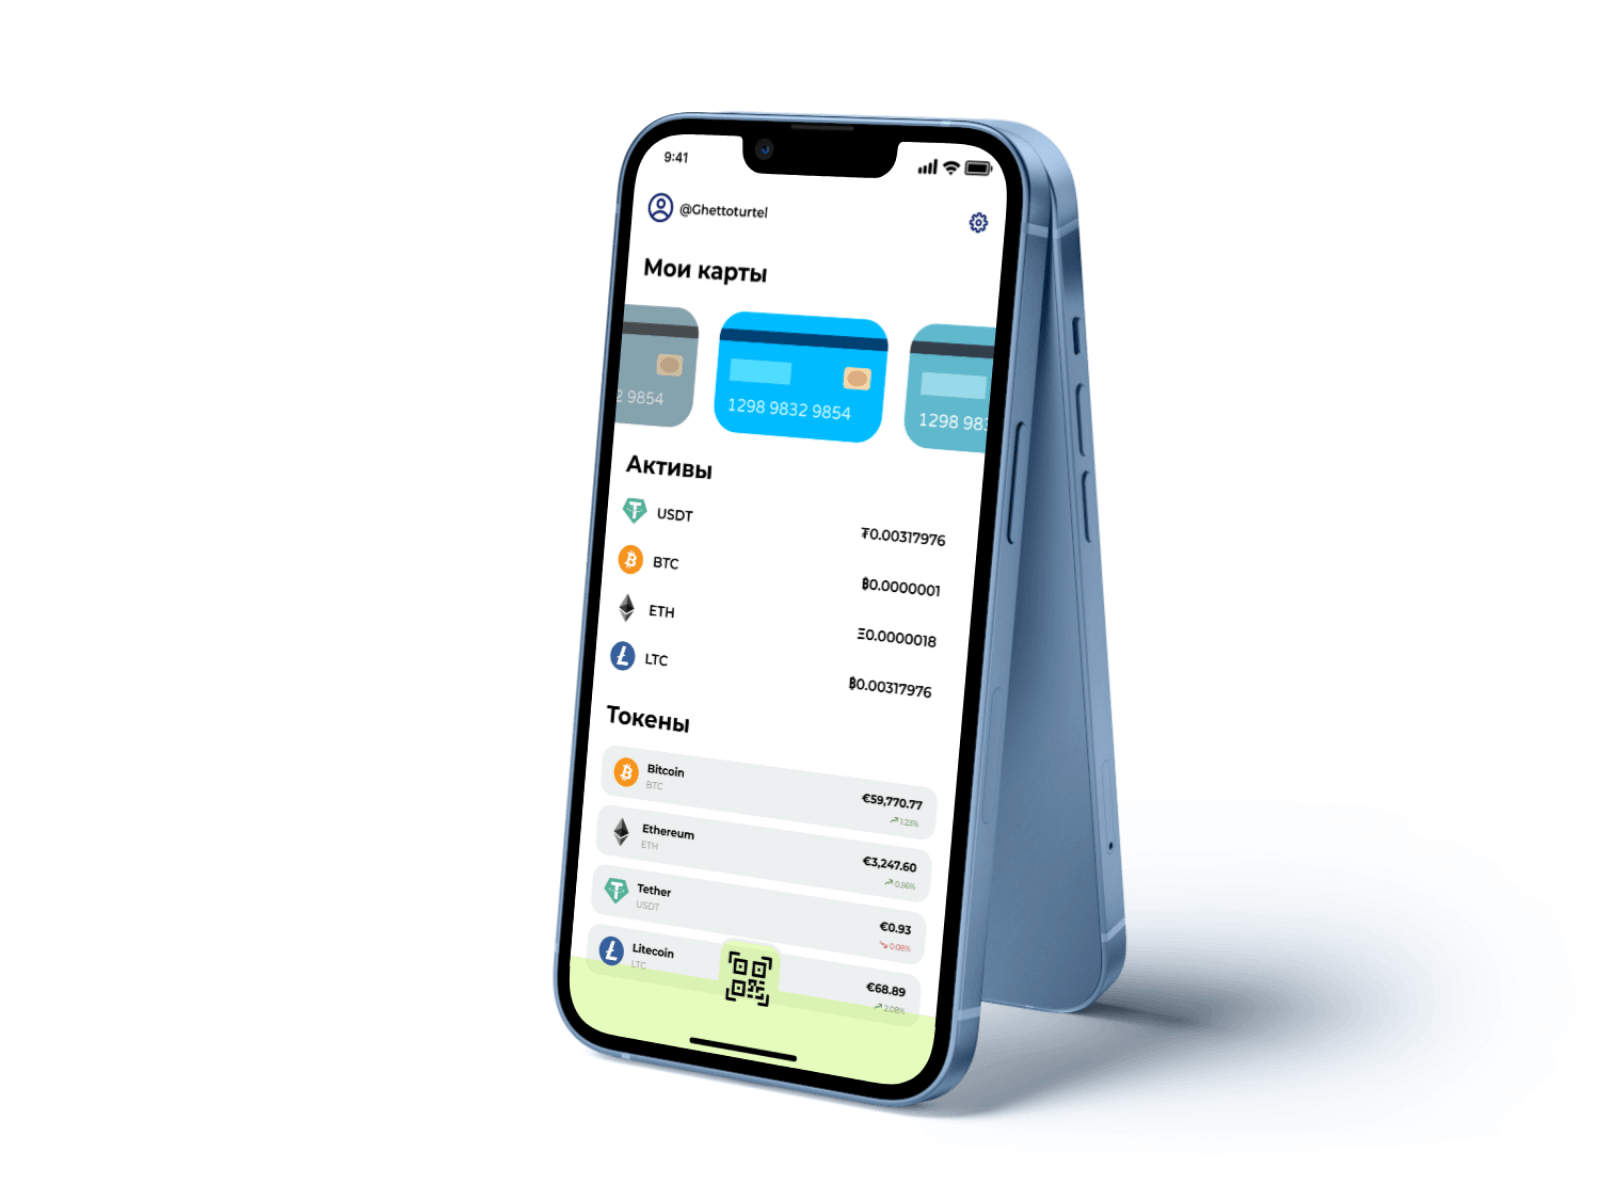 9:41
@Ghettoturtel
Мои карты
2 9854
1298 9832 9854
1298 983
Активы
USDT
₮0.00317976
BTC
฿0.0000001
ETH
Ξ0.0000018
LTC
฿0.00317976
Токены
Bitcoin
€59,770.77
BTC
1.23%
Ethereum
€3,247.60
ETH
0.56%
Tether
€0.93
USDT
0.08%
Litecoin
€68.89
LTC
2.08%